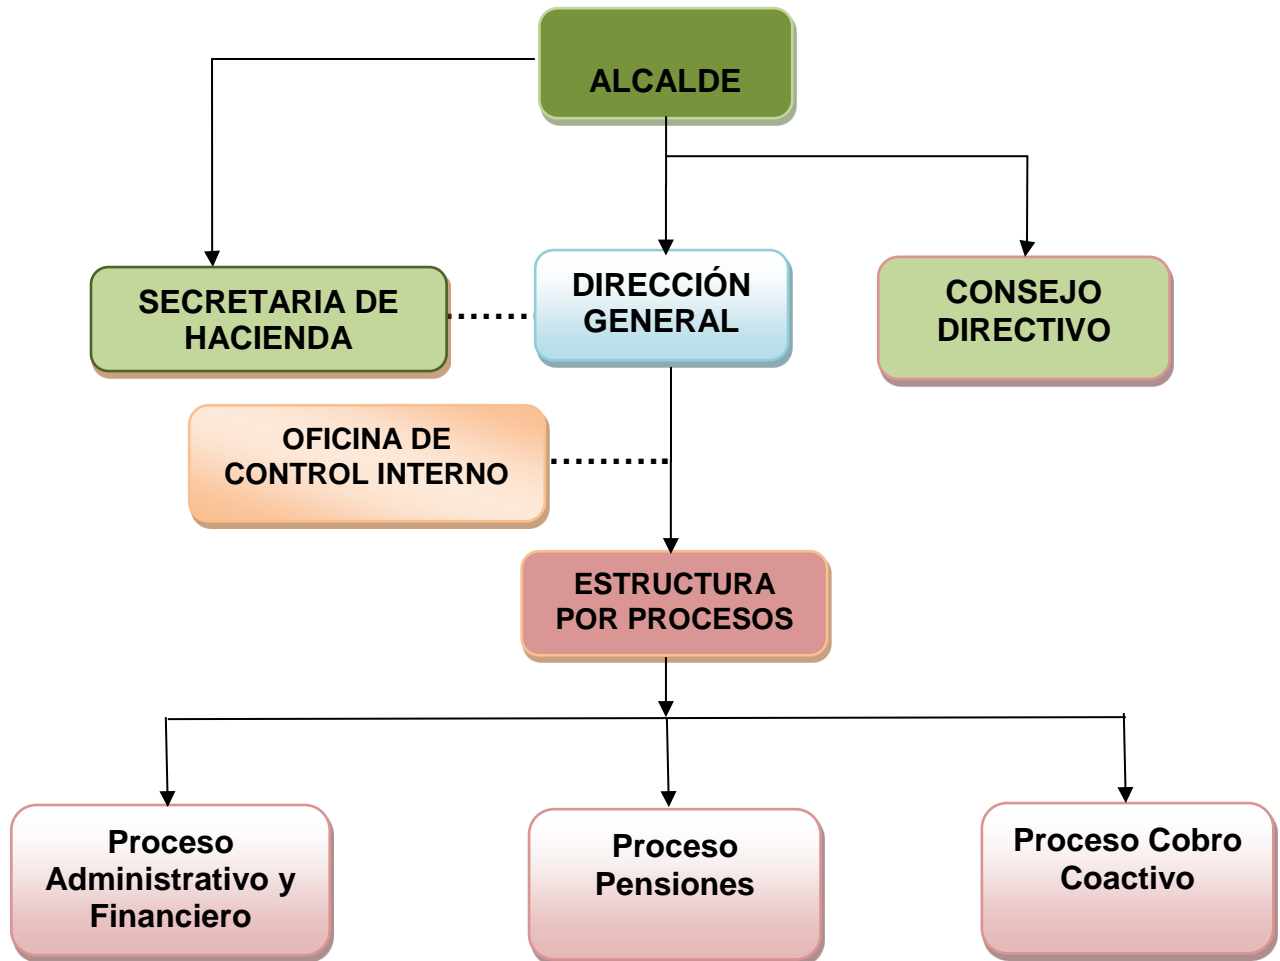 ALCALDE
SECRETARIA DE
HACIENDA
DIRECCIÓN
GENERAL
CONSEJO
DIRECTIVO
OFICINA DE
CONTROL INTERNO
ESTRUCTURA
POR PROCESOS
Proceso
Administrativo y
Financiero
Proceso
Pensiones
Proceso Cobro
Coactivo